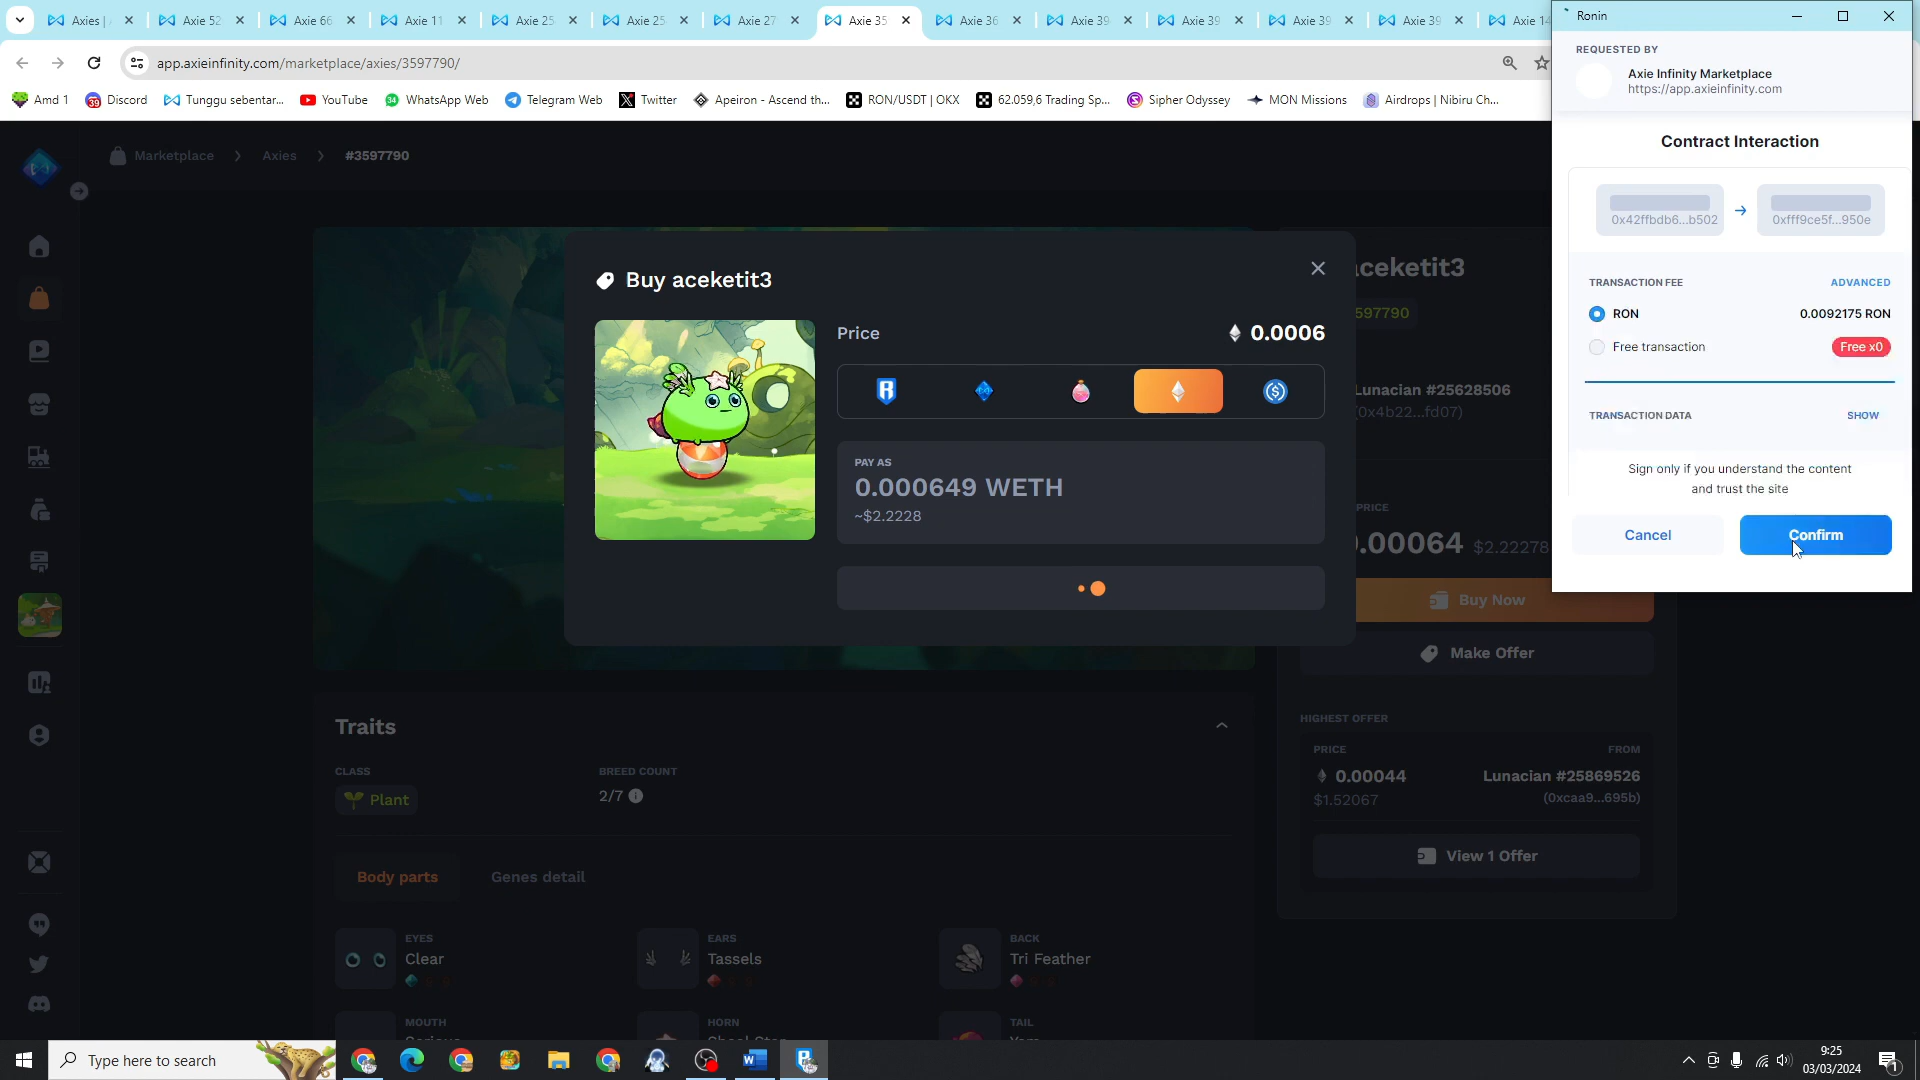 Axies |
Axie 52
Axie 66
Axie 11
Axie 25
Axie 25
Axie 27
Axie 35
Axie 36
Axie 39
Axie 39
Axie 39
Axie 39
Axie 14
app.axieinfinity.com/marketplace/axies/3597790/
Amd 1
Discord
Tunggu sebentar...
YouTube
WhatsApp Web
Telegram Web
Twitter
Apeiron - Ascend th...
RON/USDT | OKX
62.059,6 Trading Sp...
Sipher Odyssey
MON Missions
Airdrops | Nibiru Ch...
Marketplace
Axies
#3597790
Buy aceketit3
Price
0.0006
PAY AS
0.000649 WETH
~$2.2228
aceketit3
3597790
Lunacian #25628506
(0x4b22...fd07)
PRICE
0.00064
$2.22278
Buy Now
Make Offer
HIGHEST OFFER
PRICE
FROM
0.00044
Lunacian #25869526
$1.52067
(0xcaa9...695b)
View 1 Offer
Traits
CLASS
BREED COUNT
Plant
2/7
Body parts
Genes detail
EYES
Clear
EARS
Tassels
BACK
Tri Feather
MOUTH
HORN
TAIL
Ronin
REQUESTED BY
Axie Infinity Marketplace
https://app.axieinfinity.com
Contract Interaction
0x42ffbdb6...b502
0xfff9ce5f...950e
TRANSACTION FEE
ADVANCED
RON
0.0092175 RON
Free transaction
Free x0
TRANSACTION DATA
SHOW
Sign only if you understand the content
and trust the site
Cancel
Confirm
Type here to search
9:25
03/03/2024
1